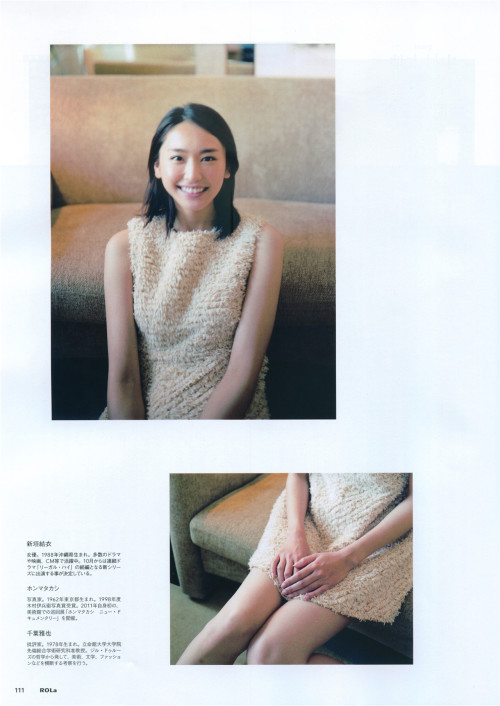 新垣結衣
女優。1988年沖縄県生まれ。多数のドラマ
や映画、CM等で活躍中。10月からは連続ド
ラマ『リーガル・ハイ』の続編となる新シリー
ズに出演する事が決定している。
ホンマタカシ
写真家。1962年東京都生まれ。1998年度
木村伊兵衛写真賞受賞。2011年自身初の、
美術館での巡回展「ホンマタカシ　ニュー・ド
キュメンタリー」を開催。
千葉雅也
批評家。1978年生まれ。立命館大学大学院
先端総合学術研究科准教授。ジル・ドゥルー
ズの哲学から発して、美術、文学、ファッショ
ンなどを横断する考察を行う。
111 ROLa